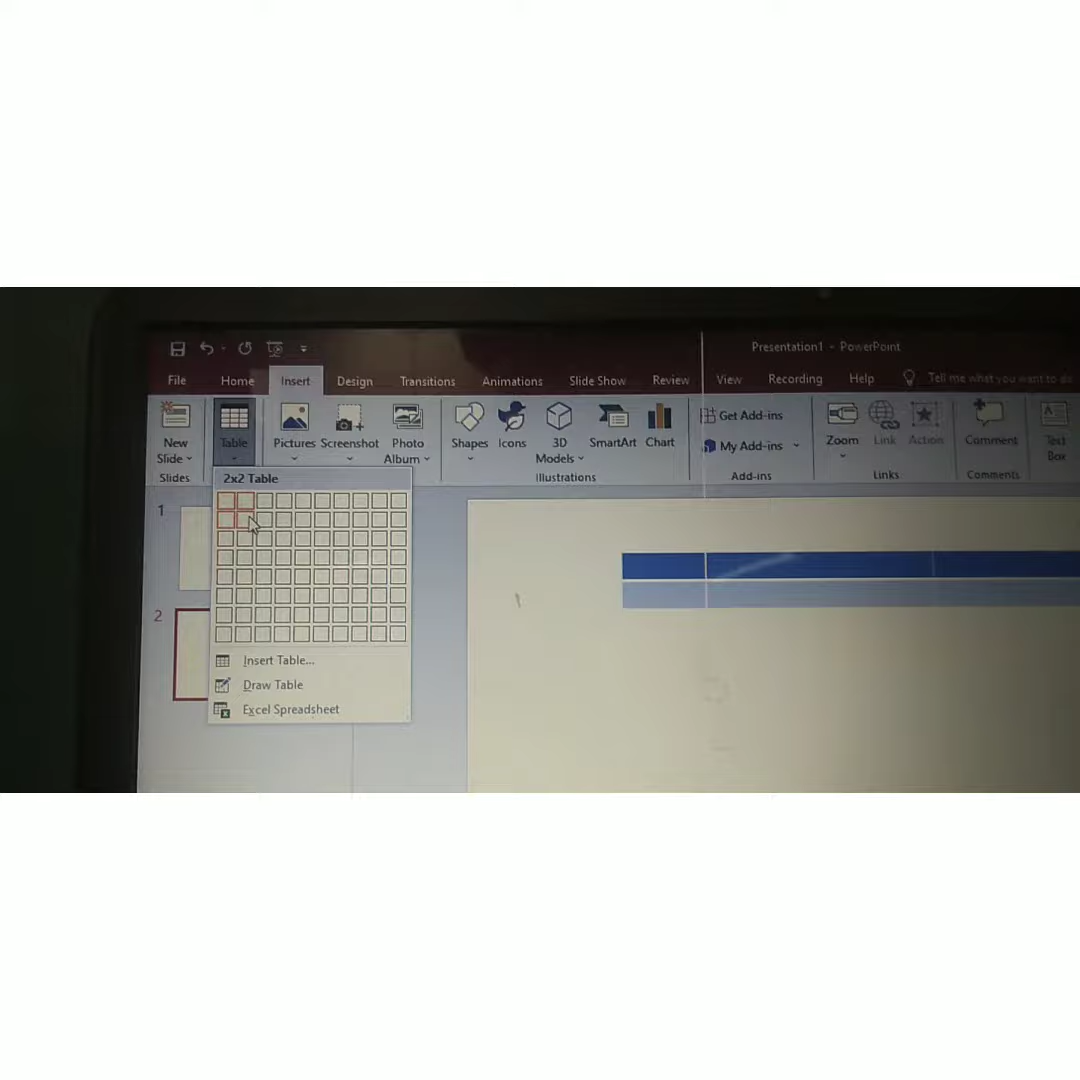 Presentation1 - PowerPoint
File Home Insert Design Transitions Animations Slide Show Review View Recording Help Tell me what you want to do
New Slide
Table
Pictures
Screenshot
Photo Album
Shapes
Icons
3D Models
SmartArt
Chart
Get Add-ins
My Add-ins
Zoom
Link
Action
Comment
Text Box
Slides
Illustrations
Add-ins
Links
Comments
2x2 Table
Insert Table...
Draw Table
Excel Spreadsheet
1
2